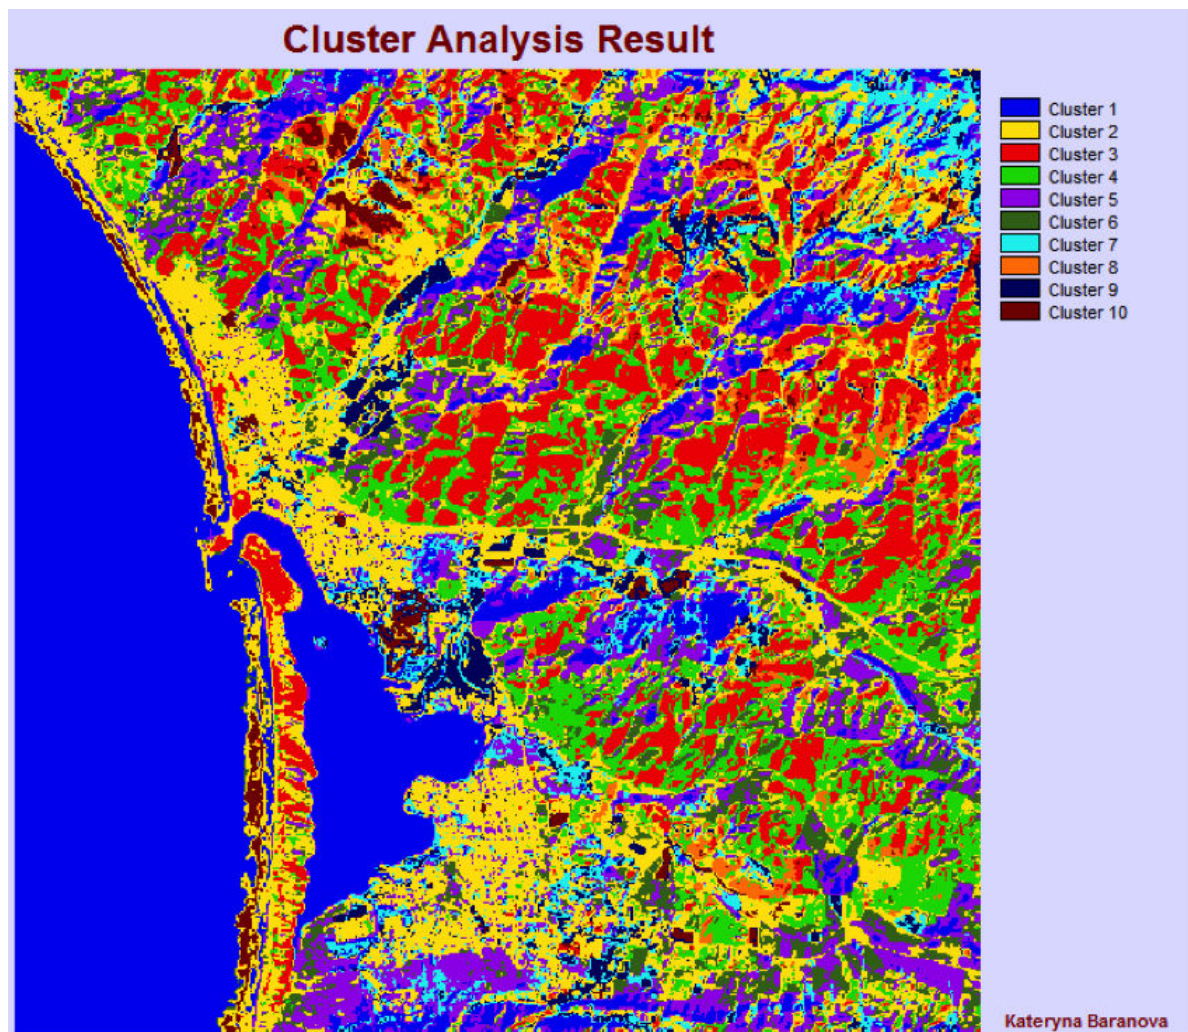 Cluster Analysis Result
Cluster 1
Cluster 2
Cluster 3
Cluster 4
Cluster 5
Cluster 6
Cluster 7
Cluster 8
Cluster 9
Cluster 10
Kateryna Baranova